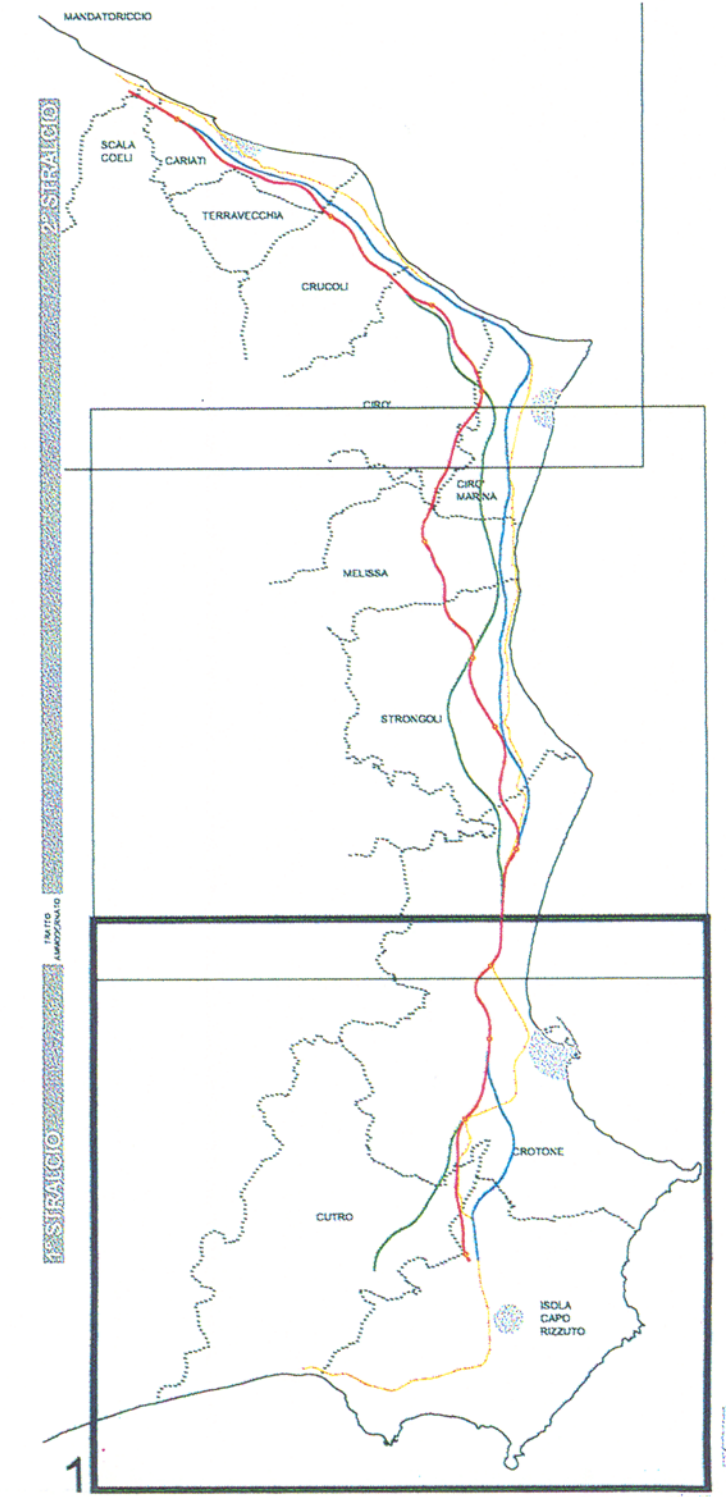 MANDATORICCIO
2° STRALCIO
SCALA
COELI
CARIATI
TERRAVECCHIA
CRUCOLI
CIRO'
CIRO'
MARINA
MELISSA
STRONGOLI
TRATTO
AMMODERNATO
1° STRALCIO
CROTONE
CUTRO
ISOLA
CAPO
RIZZUTO
1